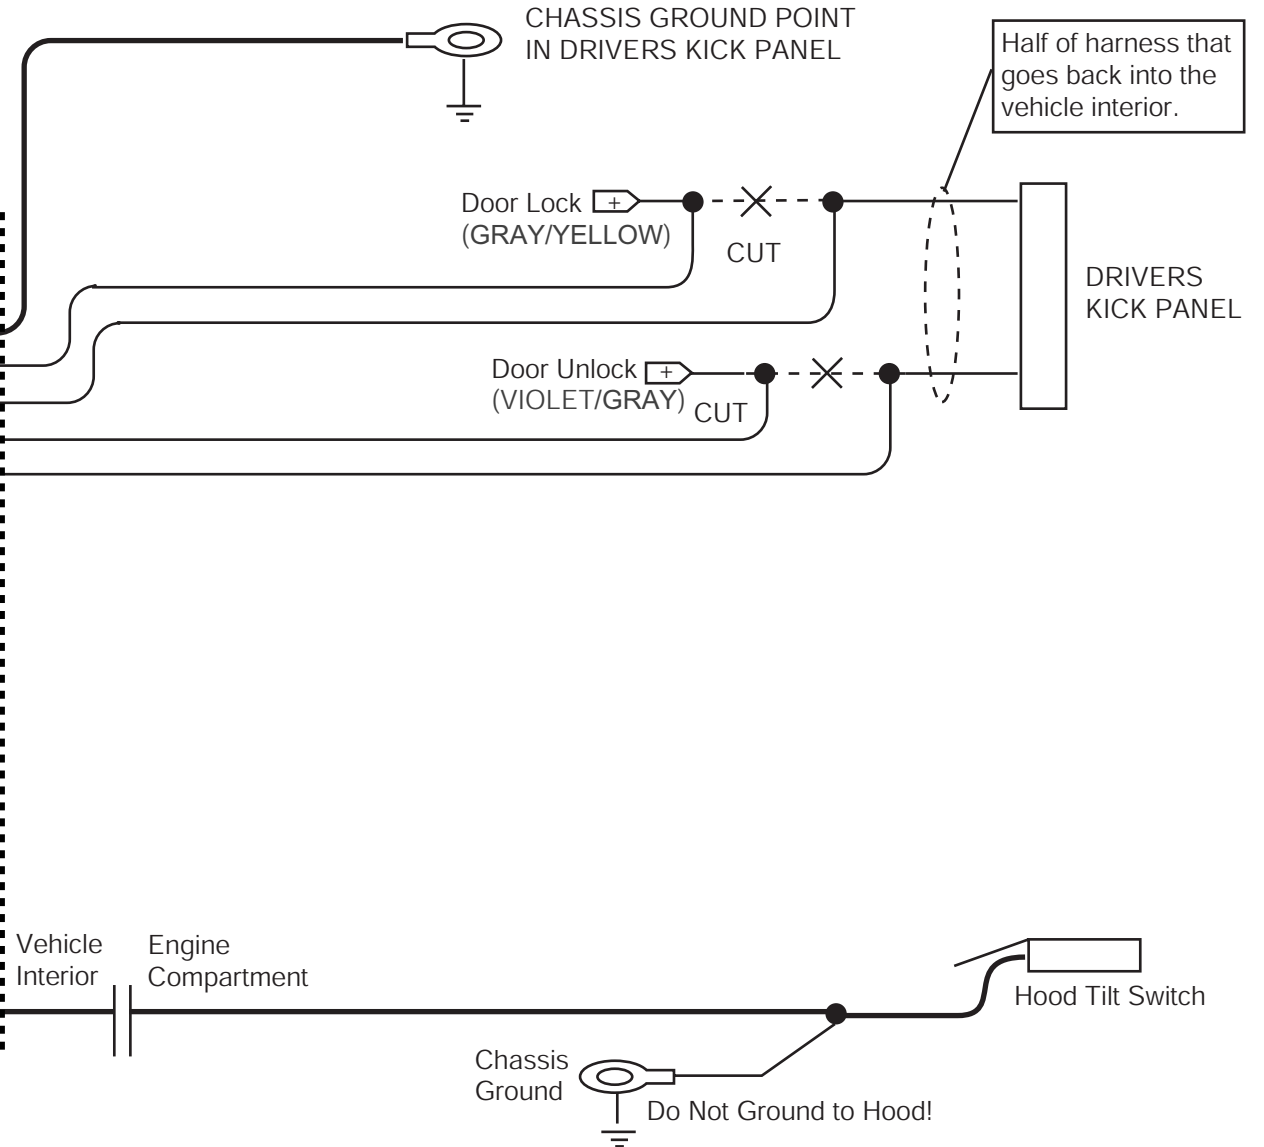 CHASSIS GROUND POINT
IN DRIVERS KICK PANEL
Half of harness that
goes back into the
vehicle interior.
Door Lock +
(GRAY/YELLOW)
CUT
DRIVERS
KICK PANEL
Door Unlock +
(VIOLET/GRAY)
CUT
Vehicle
Interior
Engine
Compartment
Hood Tilt Switch
Chassis
Ground
Do Not Ground to Hood!